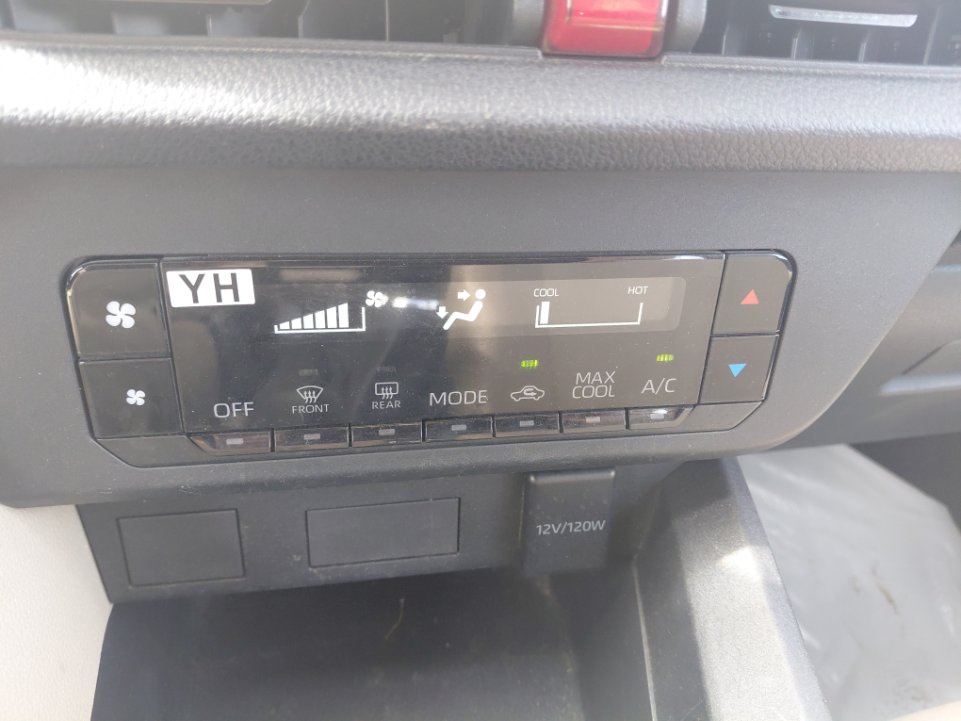 YH
COOL
HOT
OFF
FRONT
REAR
MODE
MAX
COOL
A/C
12V/120W